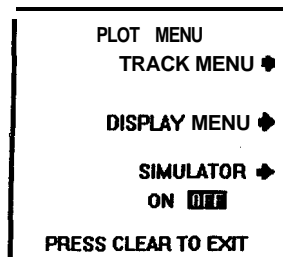 PLOT MENU
TRACK MENU
DISPLAY MENU
SIMULATOR
ON OFF
PRESS CLEAR TO EXIT